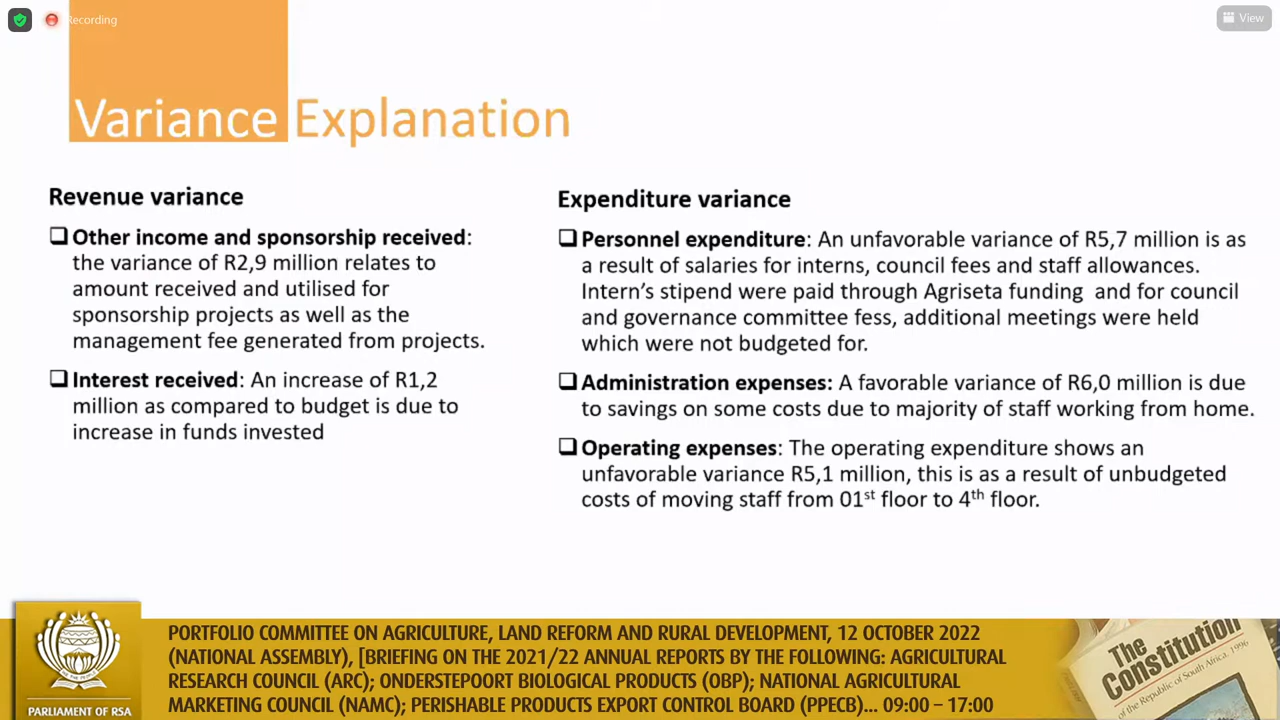 Recording
View
Variance Explanation
Revenue variance
Other income and sponsorship received:
the variance of R2,9 million relates to
amount received and utilised for
sponsorship projects as well as the
management fee generated from projects.
Interest received: An increase of R1,2
million as compared to budget is due to
increase in funds invested
Expenditure variance
Personnel expenditure: An unfavorable variance of R5,7 million is as
a result of salaries for interns, council fees and staff allowances.
Intern's stipend were paid through Agriseta funding and for council
and governance committee fess, additional meetings were held
which were not budgeted for.
Administration expenses: A favorable variance of R6,0 million is due
to savings on some costs due to majority of staff working from home.
Operating expenses: The operating expenditure shows an
unfavorable variance R5,1 million, this is as a result of unbudgeted
costs of moving staff from 01st floor to 4th floor.
PORTFOLIO COMMITTEE ON AGRICULTURE, LAND REFORM AND RURAL DEVELOPMENT, 12 OCTOBER 2022
(NATIONAL ASSEMBLY), [BRIEFING ON THE 2021/22 ANNUAL REPORTS BY THE FOLLOWING: AGRICULTURAL
RESEARCH COUNCIL (ARC); ONDERSTEPOORT BIOLOGICAL PRODUCTS (OBP); NATIONAL AGRICULTURAL
MARKETING COUNCIL (NAMC); PERISHABLE PRODUCTS EXPORT CONTROL BOARD (PPECB)... 09:00 – 17:00
PARLIAMENT OF RSA
The
Constitution
of the Republic of South Africa, 1996